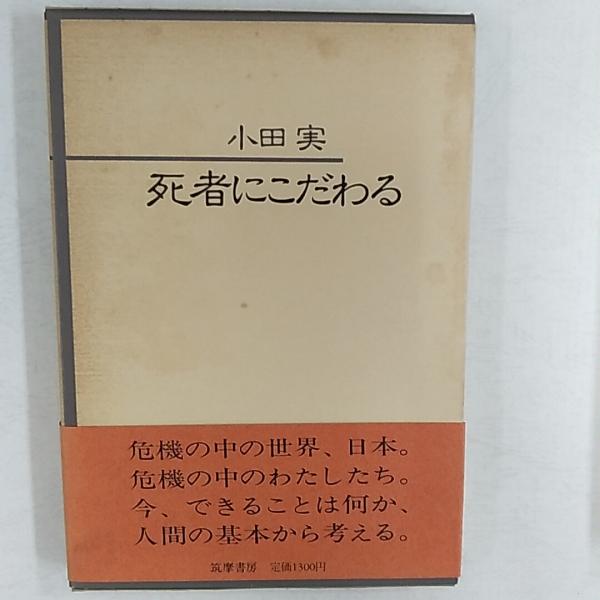 小田実
死者にこだわる
危機の中の世界、日本。
危機の中のわたしたち。
今、できることは何か、
人間の基本から考える。
筑摩書房 定価1300円